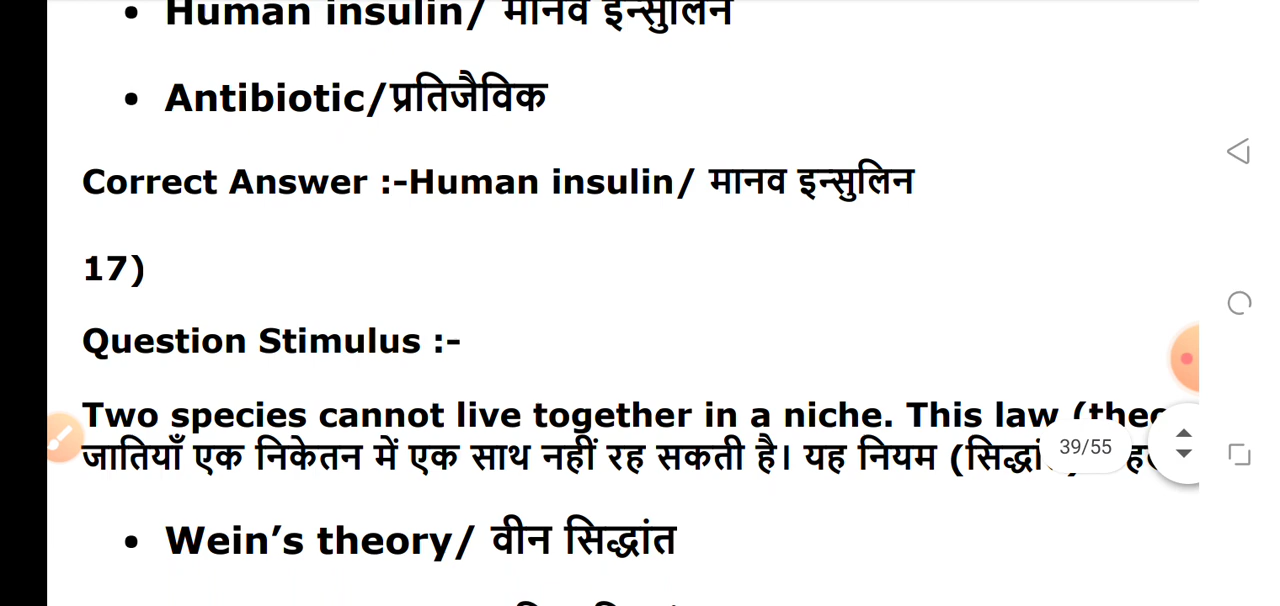 • Human insulin/ मानव इन्सुलिन
• Antibiotic/प्रतिजैविक
Correct Answer :-Human insulin/ मानव इन्सुलिन
17)
Question Stimulus :-
Two species cannot live together in a niche. This law
जातियाँ एक निकेतन में एक साथ नहीं रह सकती है। यह नियम
39/55
• Wein’s theory/ वीन सिद्धांत